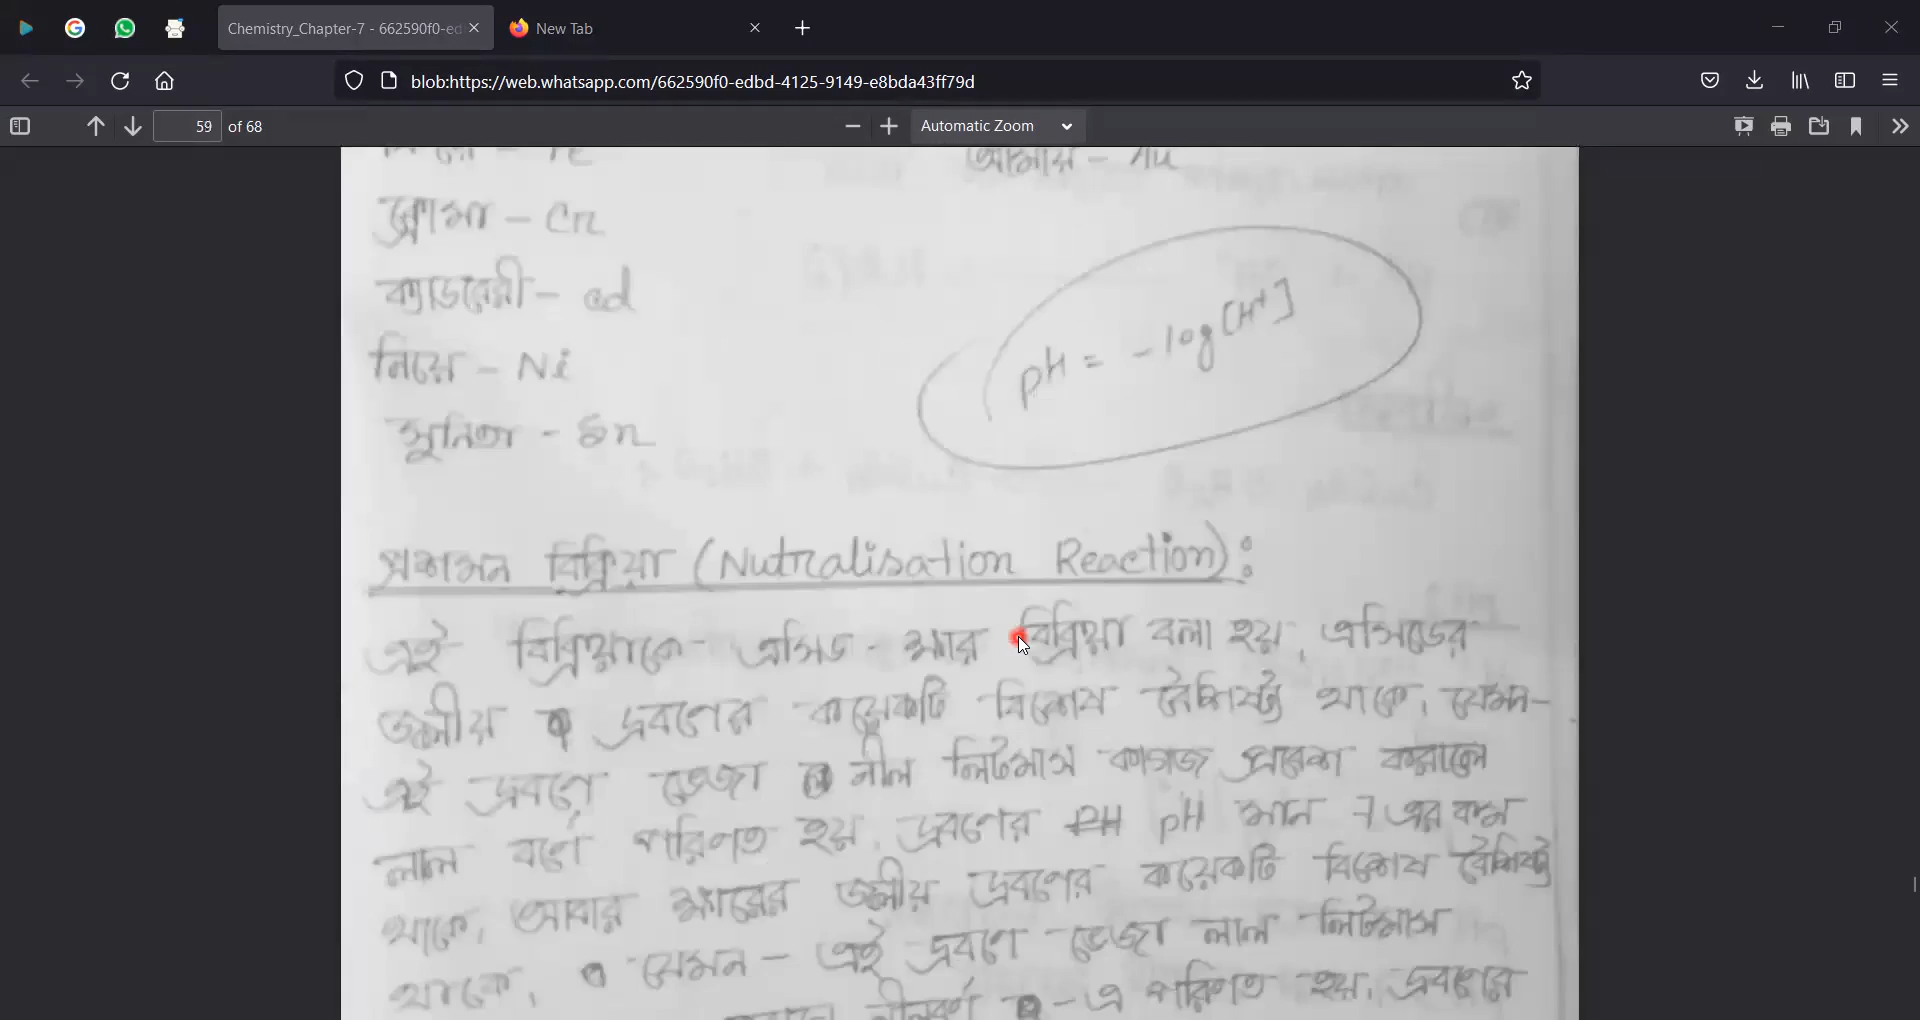 Chemistry_Chapter-7 - 662590f0-ed
New Tab
blob:https://web.whatsapp.com/662590f0-edbd-4125-9149-e8bda43ff79d
59 of 68
Automatic Zoom
ক্রোমা - Cr
- cd
নিয়ে - Ni
সুনিতা - Sn
pH = - log [H+]
প্রশমন বিক্রিয়া (Nutralisation Reaction):
এই বিক্রিয়াকে এসিড - ক্ষার বিক্রিয়া বলা হয়, এসিডের
জলীয় দ্রবণের কয়েকটি বিশেষ বৈশিষ্ট্য থাকে, যেমন-
এই দ্রবণে ভেজা নীল লিটমাস কাগজ প্রবেশ করালে
লাল বর্ণে পরিণত হয়, দ্রবণের pH মান 7 এর কম
থাকে, আবার ক্ষারের জলীয় দ্রবণের কয়েকটি বিশেষ বৈশিষ্ট্য
থাকে, যেমন - এই দ্রবণে ভেজা লাল লিটমাস
নীলবর্ণ -এ পরিণত হয়, দ্রবণের